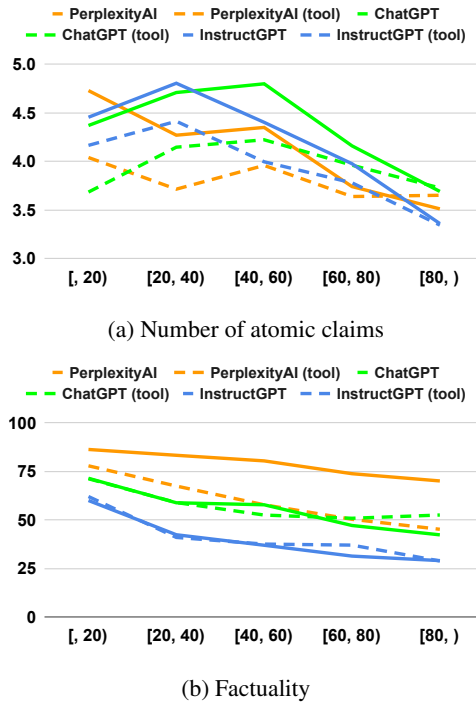 PerplexityAI PerplexityAI (tool) ChatGPT
ChatGPT (tool) InstructGPT InstructGPT (tool)
5.0
4.5
4.0
3.5
3.0
[, 20) [20, 40) [40, 60) [60, 80) [80, )
(a) Number of atomic claims
PerplexityAI PerplexityAI (tool) ChatGPT
ChatGPT (tool) InstructGPT InstructGPT (tool)
100
75
50
25
0
[, 20) [20, 40) [40, 60) [60, 80) [80, )
(b) Factuality